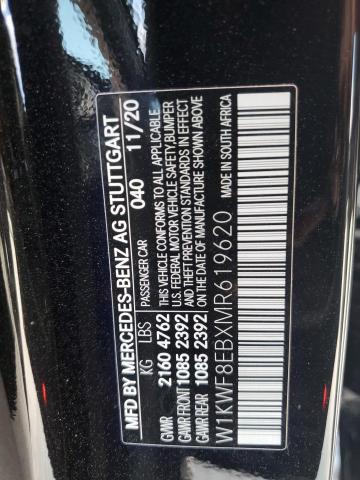 MFD BY MERCEDES-BENZ AG STUTTGART
040 11/20
KG LBS PASSENGER CAR
GVWR 2160 4762
GAWR FRONT 1085 2392
GAWR REAR 1085 2392
THIS VEHICLE CONFORMS TO ALL APPLICABLE
U.S. FEDERAL MOTOR VEHICLE SAFETY,BUMPER
AND THEFT PREVENTION STANDARDS IN EFFECT
ON THE DATE OF MANUFACTURE SHOWN ABOVE
W1KWF8EBXMR619620 MADE IN SOUTH AFRICA